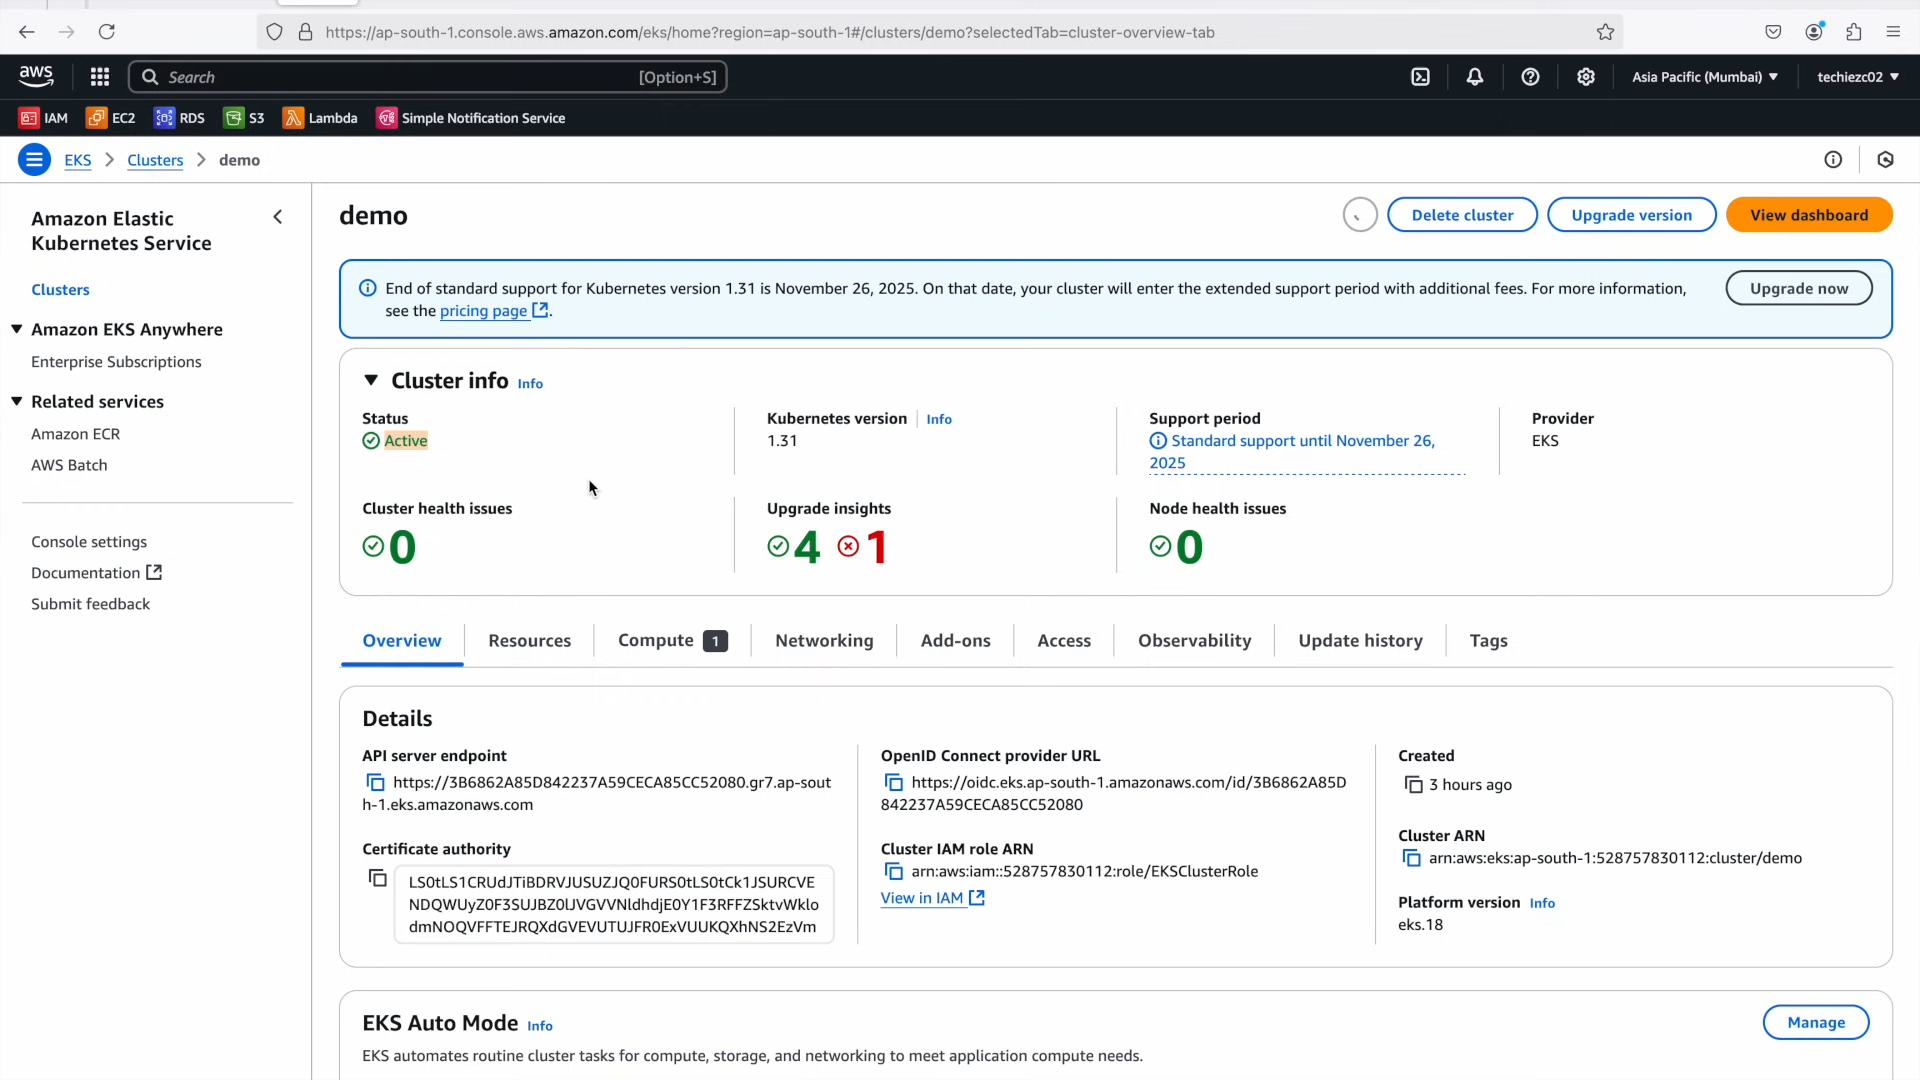 https://ap-south-1.console.aws.amazon.com/eks/home?region=ap-south-1#/clusters/demo?selectedTab=cluster-overview-tab
aws
Search
[Option+S]
Asia Pacific (Mumbai)
techiezc02
IAM
EC2
RDS
S3
Lambda
Simple Notification Service
EKS
Clusters
demo
Amazon Elastic
Kubernetes Service
Clusters
Amazon EKS Anywhere
Enterprise Subscriptions
Related services
Amazon ECR
AWS Batch
Console settings
Documentation
Submit feedback
demo
Delete cluster
Upgrade version
View dashboard
End of standard support for Kubernetes version 1.31 is November 26, 2025. On that date, your cluster will enter the extended support period with additional fees. For more information,
see the pricing page.
Upgrade now
Cluster info Info
Status
Active
Kubernetes version Info
1.31
Support period
Standard support until November 26,
2025
Provider
EKS
Cluster health issues
0
Upgrade insights
4 1
Node health issues
0
Overview
Resources
Compute 1
Networking
Add-ons
Access
Observability
Update history
Tags
Details
API server endpoint
https://3B6862A85D842237A59CECA85CC52080.gr7.ap-sout
h-1.eks.amazonaws.com
Certificate authority
LS0tLS1CRUdJTiBDRVJUSUZJQ0FURS0tLS0tCk1JSURCVE
NDQWUyZ0F3SUJBZ0lJVGVVNldhdjE0Y1F3RFFZSktvWklo
dmNOQVFFTEJRQXdGVEVUTUJFR0ExVUUKQXhNS2EzVm
OpenID Connect provider URL
https://oidc.eks.ap-south-1.amazonaws.com/id/3B6862A85D
842237A59CECA85CC52080
Cluster IAM role ARN
arn:aws:iam::528757830112:role/EKSClusterRole
View in IAM
Created
3 hours ago
Cluster ARN
arn:aws:eks:ap-south-1:528757830112:cluster/demo
Platform version Info
eks.18
EKS Auto Mode Info
Manage
EKS automates routine cluster tasks for compute, storage, and networking to meet application compute needs.